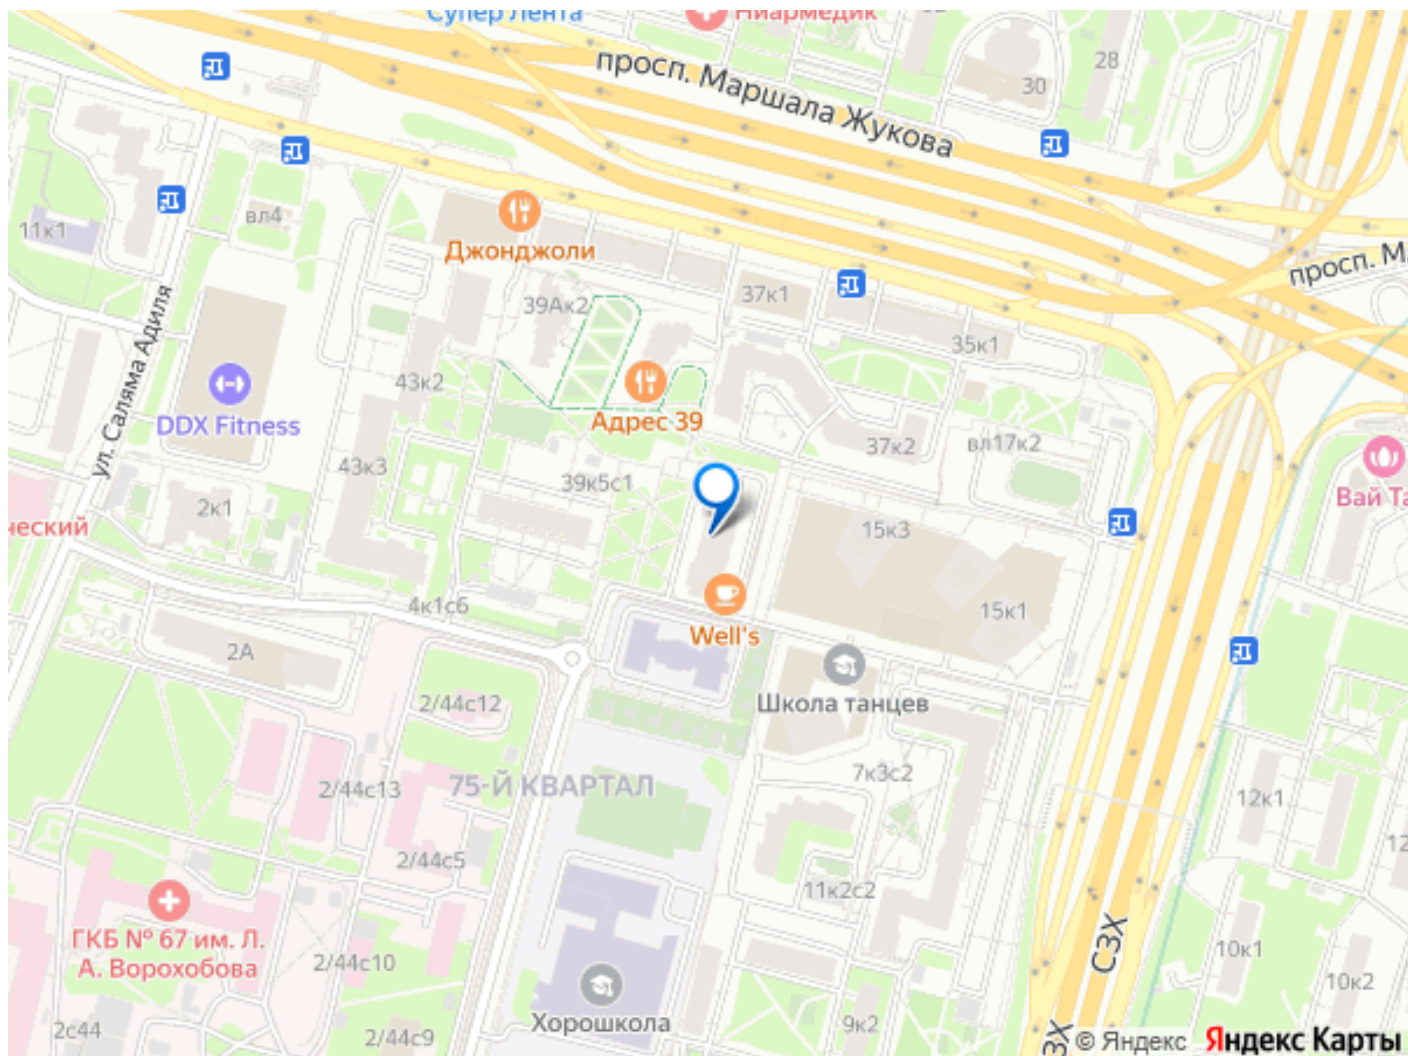 Супер Лента
Ниармедик
28
30
просп. Маршала Жукова
11к1
вл4
Джонджоли
просп. М
39Ак2
37к1
35к1
ул. Саляма Адиля
DDX Fitness
43к2
Адрес 39
37к2
вл17к2
43к3
39к5с1
Вай Та
2к1
ческий
15к3
4к1с6
Well's
15к1
2А
2/44с12
Школа танцев
7к3с2
2/44с13
75-Й КВАРТАЛ
12к1
12
2/44с5
11к2с2
ГКБ № 67 им. Л.
А. Ворохобова
2/44с10
СЗХ
10к1
10к2
Хорошкола
2с44
2/44с9
9к2
ЗХ
© Яндекс Яндекс Карты